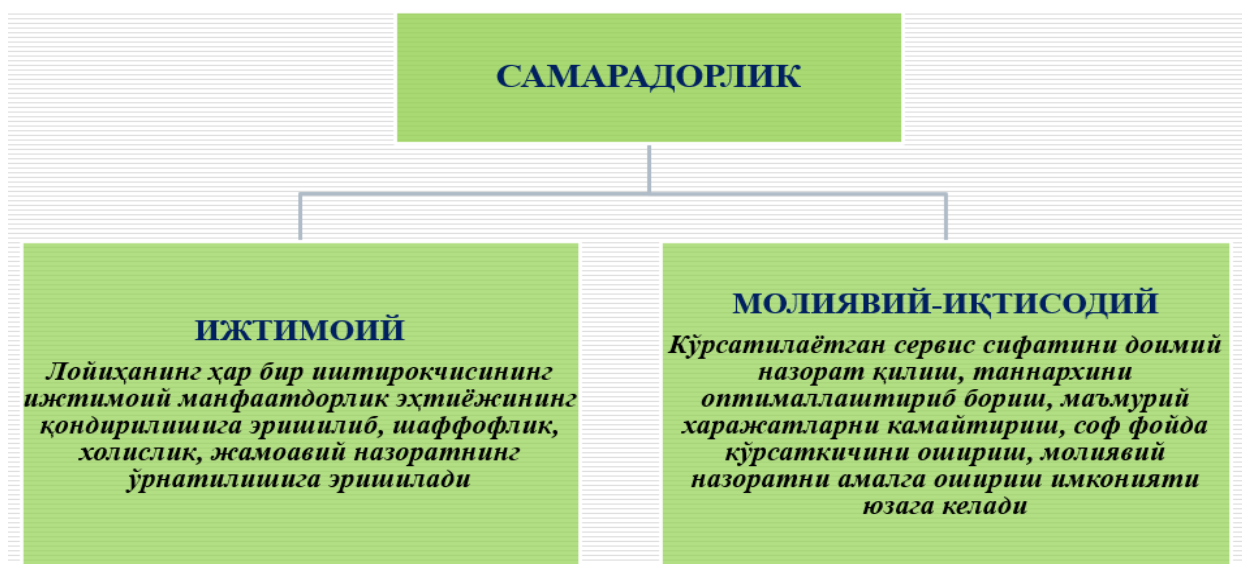 САМАРАДОРЛИК
ИЖТИМОИЙ
Лойиҳанинг ҳар бир иштирокчисининг
ижтимоий манфаатдорлик эҳтиёжининг
қондирилишига эришилиб, шаффофлик,
холислик, жамоавий назоратнинг
ўрнатилишига эришилади
МОЛИЯВИЙ-ИҚТИСОДИЙ
Кўрсатилаётган сервис сифатини доимий
назорат қилиш, таннархини
оптималлаштириб бориш, маъмурий
харажатларни камайтириш, соф фойда
кўрсаткичини ошириш, молиявий
назоратни амалга ошириш имконияти
юзага келади